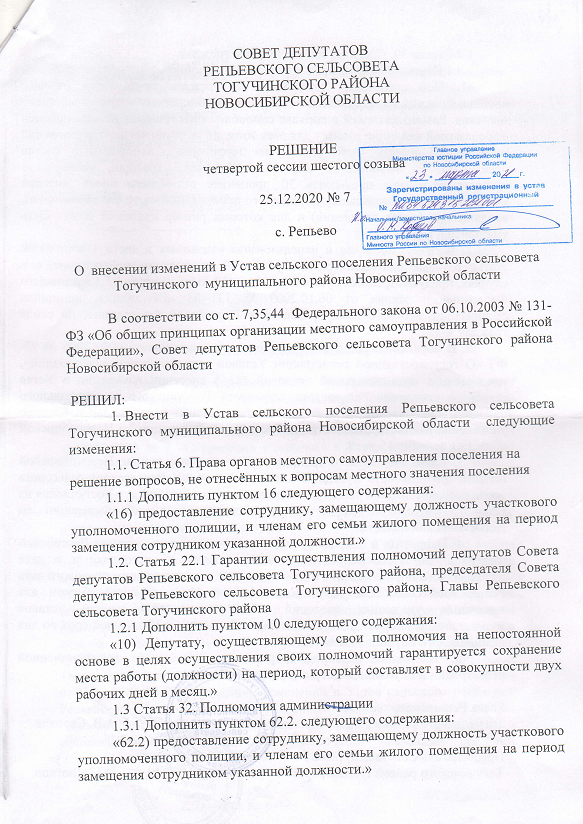 СОВЕТ ДЕПУТАТОВ
РЕПЬЕВСКОГО СЕЛЬСОВЕТА
ТОГУЧИНСКОГО РАЙОНА
НОВОСИБИРСКОЙ ОБЛАСТИ
РЕШЕНИЕ
четвертой сессии шестого созыва
25.12.2020 № 7
с. Репьево
Главное управление
Министерства юстиции Российской Федерации
по Новосибирской области
«23» марта 2021 г.
Зарегистрированы изменения в устав
Государственный регистрационный
№
Начальник/заместитель начальника
Главного управления
Минюста России по Новосибирской области
О внесении изменений в Устав сельского поселения Репьевского сельсовета
Тогучинского муниципального района Новосибирской области
В соответствии со ст. 7,35,44 Федерального закона от 06.10.2003 № 131-
ФЗ «Об общих принципах организации местного самоуправления в Российской
Федерации», Совет депутатов Репьевского сельсовета Тогучинского района
Новосибирской области
РЕШИЛ:
1. Внести в Устав сельского поселения Репьевского сельсовета
Тогучинского муниципального района Новосибирской области следующие
изменения:
1.1. Статья 6. Права органов местного самоуправления поселения на
решение вопросов, не отнесённых к вопросам местного значения поселения
1.1.1 Дополнить пунктом 16 следующего содержания:
«16) предоставление сотруднику, замещающему должность участкового
уполномоченного полиции, и членам его семьи жилого помещения на период
замещения сотрудником указанной должности.»
1.2. Статья 22.1 Гарантии осуществления полномочий депутатов Совета
депутатов Репьевского сельсовета Тогучинского района, председателя Совета
депутатов Репьевского сельсовета Тогучинского района, Главы Репьевского
сельсовета Тогучинского района
1.2.1 Дополнить пунктом 10 следующего содержания:
«10) Депутату, осуществляющему свои полномочия на непостоянной
основе в целях осуществления своих полномочий гарантируется сохранение
места работы (должности) на период, который составляет в совокупности двух
рабочих дней в месяц.»
1.3 Статья 32. Полномочия администрации
1.3.1 Дополнить пунктом 62.2. следующего содержания:
«62.2) предоставление сотруднику, замещающему должность участкового
уполномоченного полиции, и членам его семьи жилого помещения на период
замещения сотрудником указанной должности.»